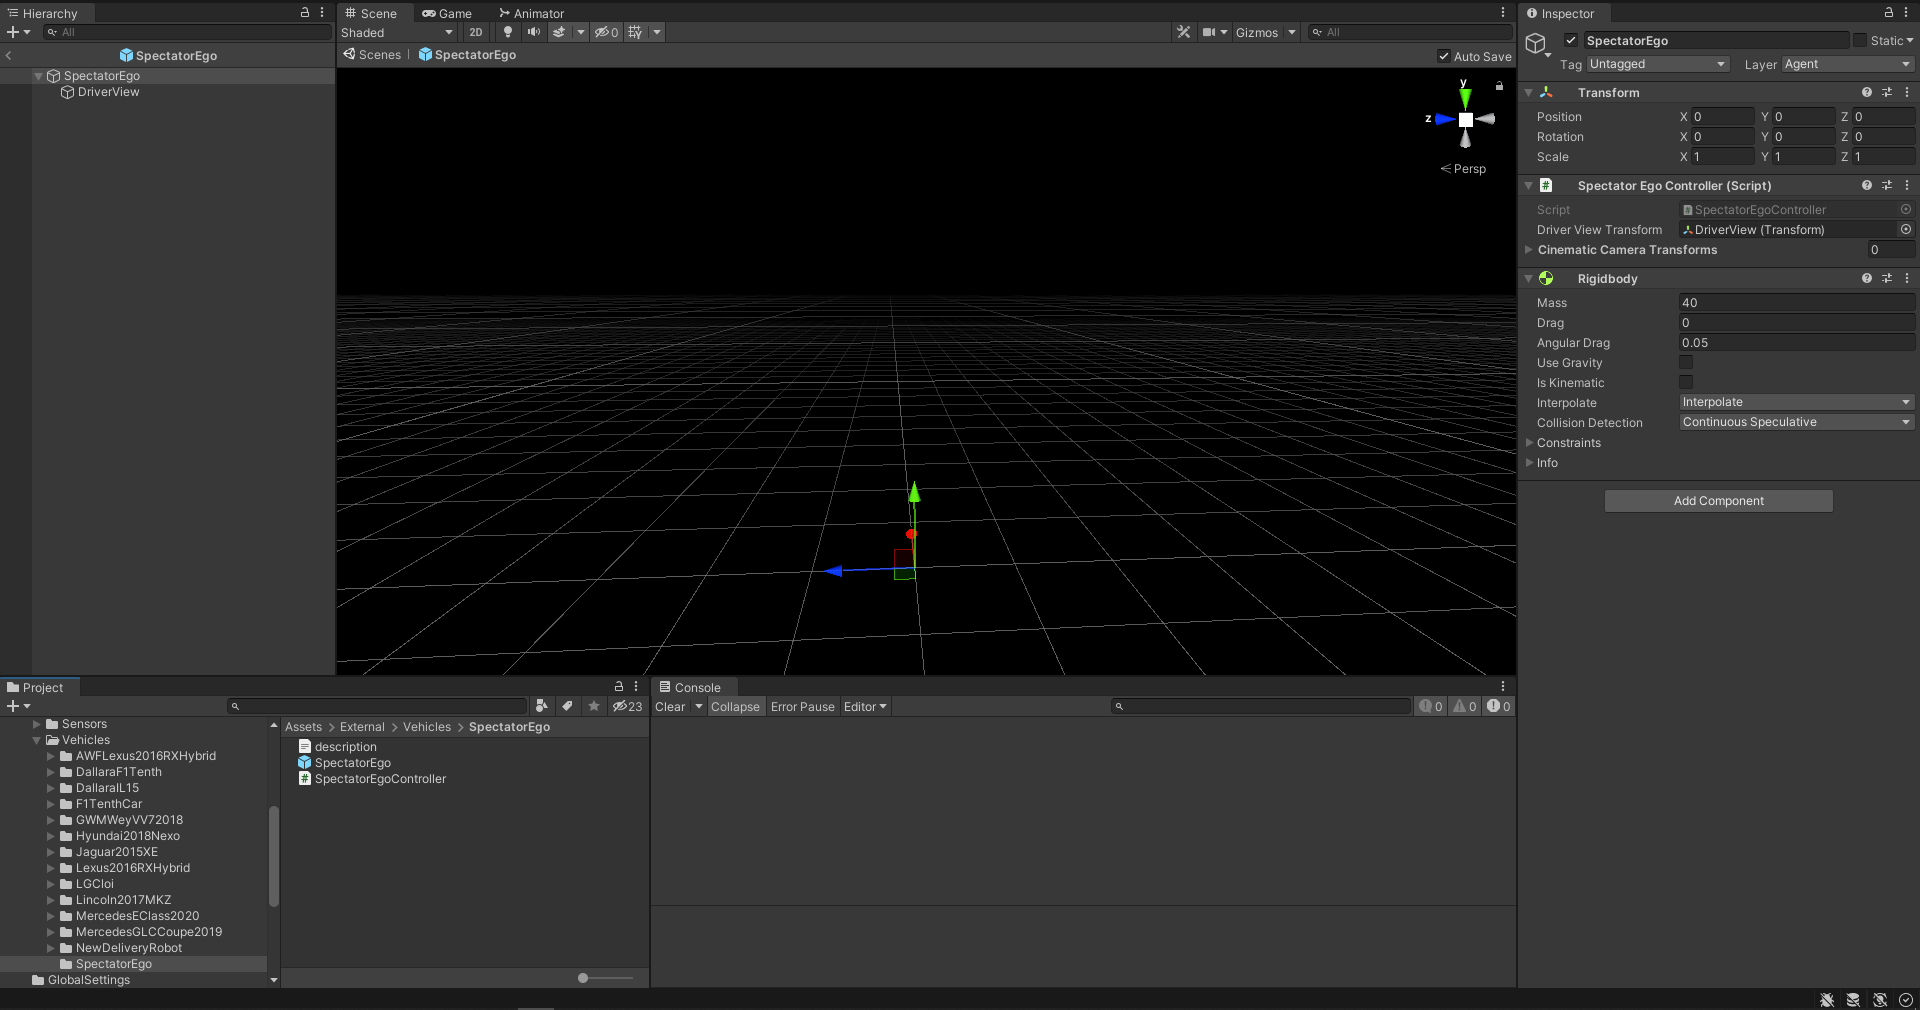 Hierarchy
All
SpectatorEgo
SpectatorEgo
DriverView
Scene
Game
Animator
Shaded
2D
0
Gizmos
All
Scenes
SpectatorEgo
Auto Save
y
z
Persp
Inspector
SpectatorEgo
Static
Tag Untagged
Layer Agent
Transform
Position X 0 Y 0 Z 0
Rotation X 0 Y 0 Z 0
Scale X 1 Y 1 Z 1
Spectator Ego Controller (Script)
Script SpectatorEgoController
Driver View Transform DriverView (Transform)
Cinematic Camera Transforms 0
Rigidbody
Mass 40
Drag 0
Angular Drag 0.05
Use Gravity
Is Kinematic
Interpolate Interpolate
Collision Detection Continuous Speculative
Constraints
Info
Add Component
Project
23
Sensors
Vehicles
AWFLexus2016RXHybrid
DallaraF1Tenth
DallaraIL15
F1TenthCar
GWMWeyVV72018
Hyundai2018Nexo
Jaguar2015XE
Lexus2016RXHybrid
LGCloi
Lincoln2017MKZ
MercedesEClass2020
MercedesGLCCoupe2019
NewDeliveryRobot
SpectatorEgo
GlobalSettings
Assets > External > Vehicles > SpectatorEgo
description
SpectatorEgo
SpectatorEgoController
Console
Clear Collapse Error Pause Editor
0 0 0